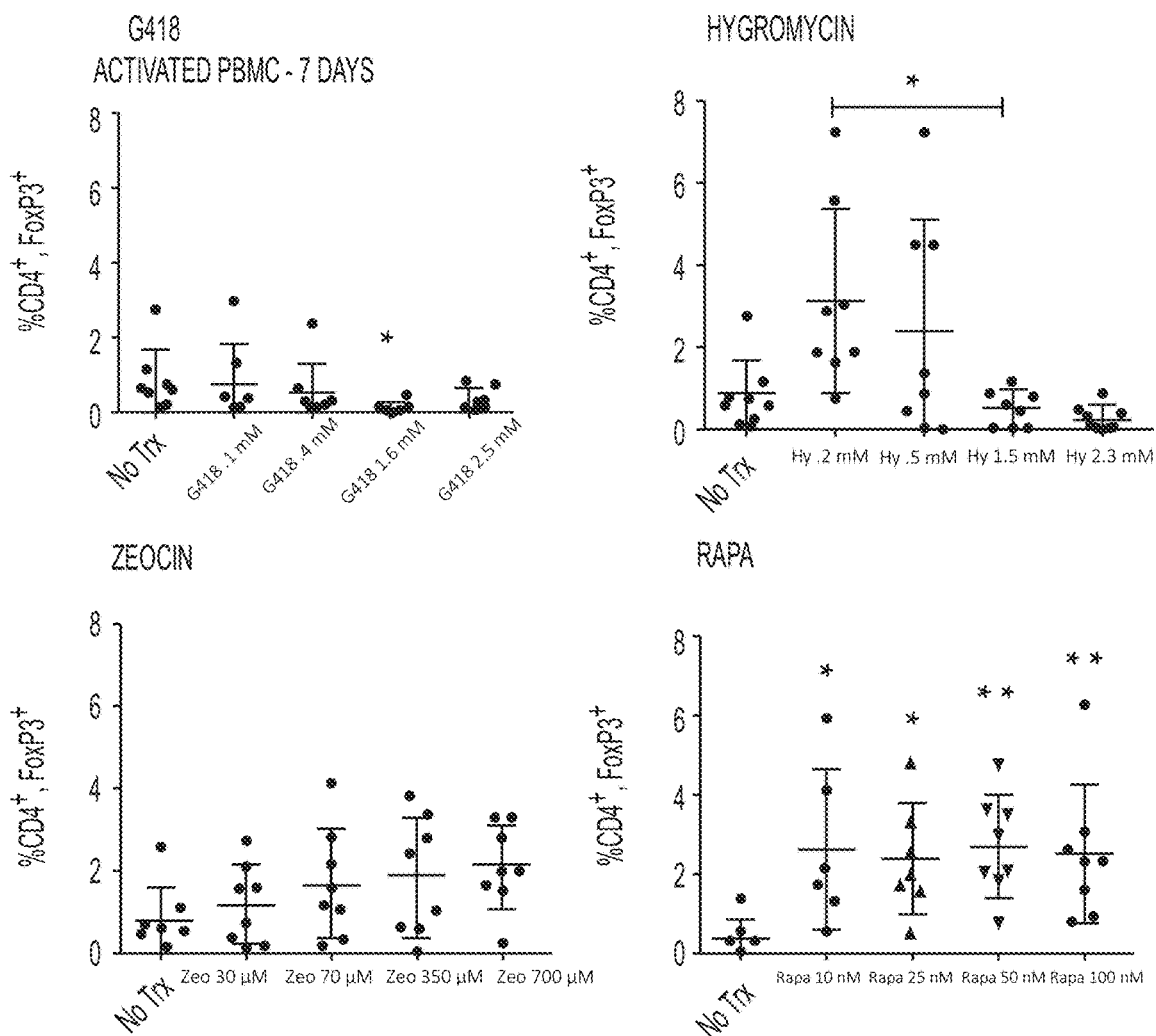 G418
ACTIVATED PBMC - 7 DAYS
%CD4+, FoxP3+
8
6
4
2
0
*
No Trx
G418 .1 mM
G418 .4 mM
G418 1.6 mM
G418 2.5 mM
HYGROMYCIN
%CD4+, FoxP3+
8
6
4
2
0
*
No Trx
Hy .2 mM
Hy .5 mM
Hy 1.5 mM
Hy 2.3 mM
ZEOCIN
%CD4+, FoxP3+
8
6
4
2
0
No Trx
Zeo 30 µM
Zeo 70 µM
Zeo 350 µM
Zeo 700 µM
RAPA
%CD4+, FoxP3+
8
6
4
2
0
*
*
* *
* *
No Trx
Rapa 10 nM
Rapa 25 nM
Rapa 50 nM
Rapa 100 nM